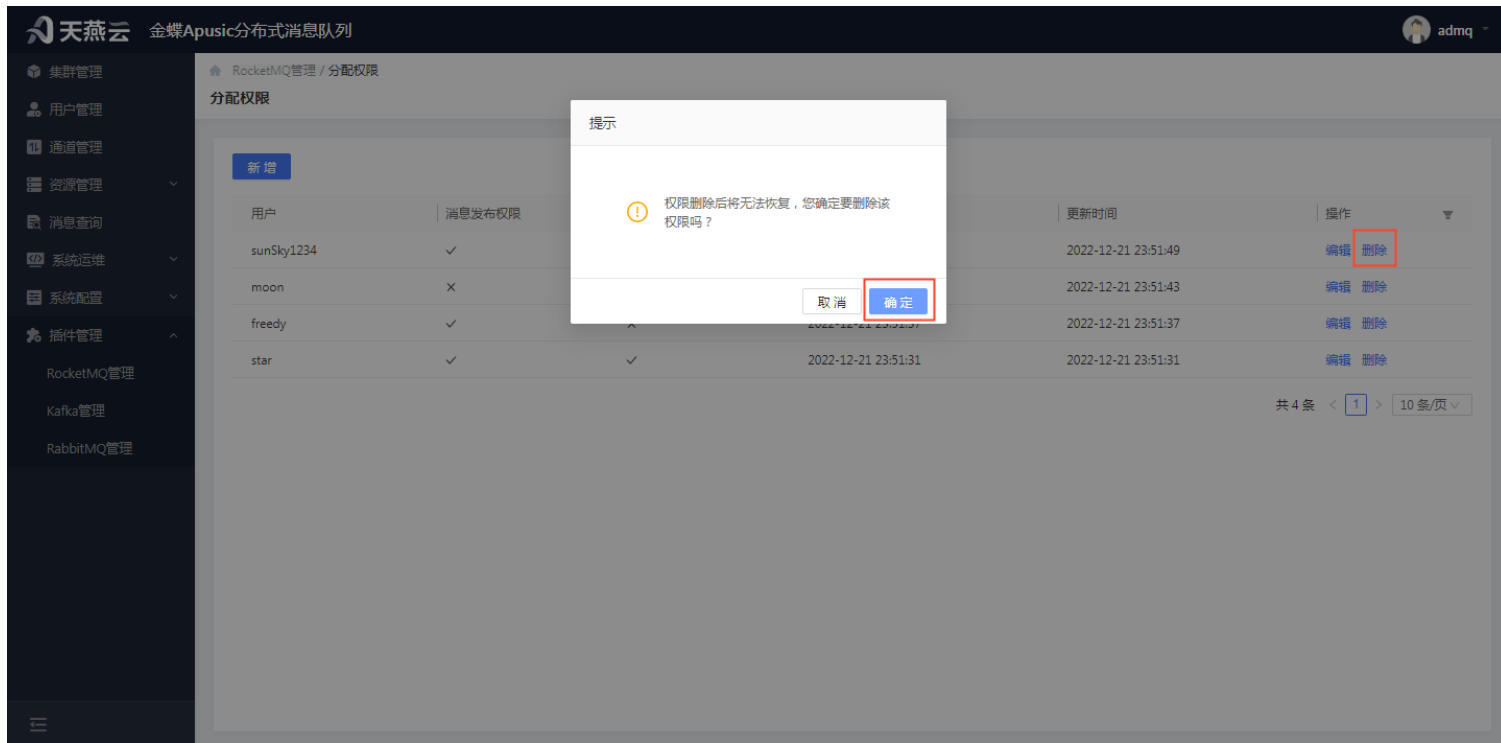 天燕云 金蝶Apusic分布式消息队列
admq
集群管理
用户管理
通道管理
资源管理
消息查询
系统运维
系统配置
插件管理
RocketMQ管理
Kafka管理
RabbitMQ管理
RocketMQ管理 / 分配权限
分配权限
新 增
用户 消息发布权限 更新时间 操作
sunSky1234 2022-12-21 23:51:49 编辑 删除
moon 2022-12-21 23:51:43 编辑 删除
freedy 2022-12-21 23:51:37 2022-12-21 23:51:37 编辑 删除
star 2022-12-21 23:51:31 2022-12-21 23:51:31 编辑 删除
共 4 条 < 1 > 10 条/页
提示
权限删除后将无法恢复，您确定要删除该
权限吗？
取 消 确 定